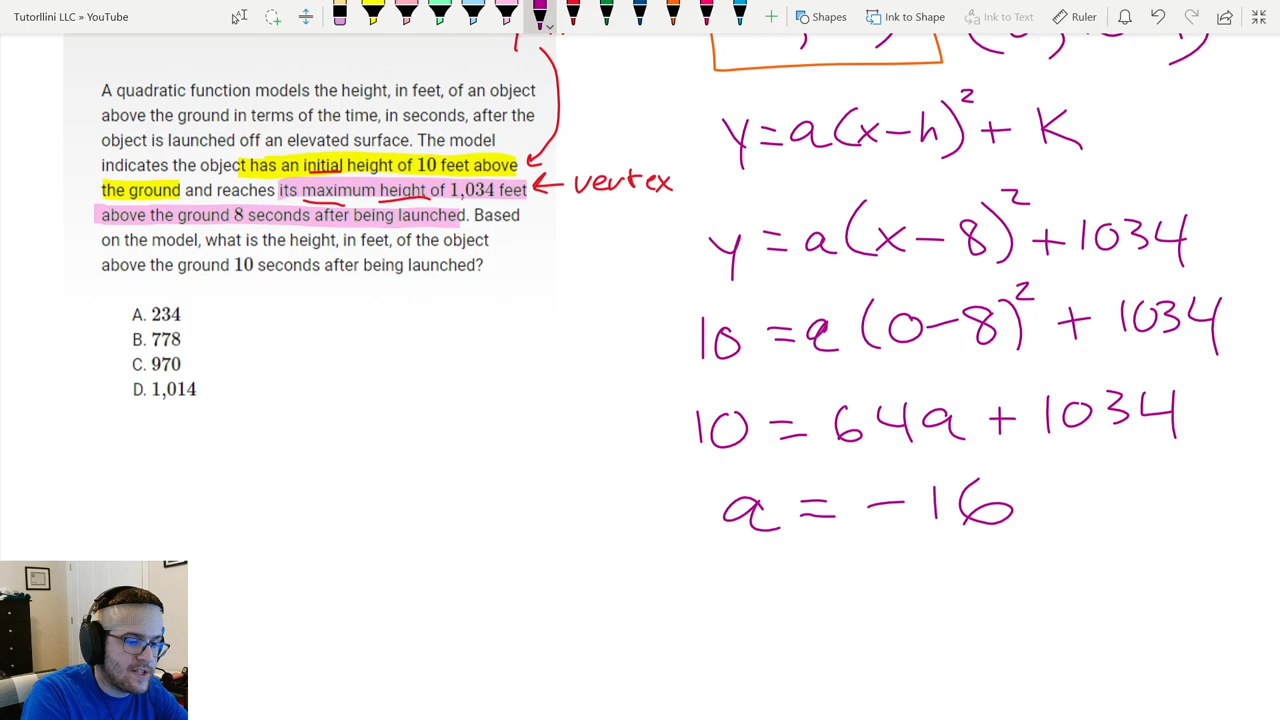 Tutorllini LLC » YouTube
Shapes
Ink to Shape
Ink to Text
Ruler
A quadratic function models the height, in feet, of an object
above the ground in terms of the time, in seconds, after the
object is launched off an elevated surface. The model
indicates the object has an initial height of 10 feet above
the ground and reaches its maximum height of 1,034 feet
above the ground 8 seconds after being launched. Based
on the model, what is the height, in feet, of the object
above the ground 10 seconds after being launched?
A. 234
B. 778
C. 970
D. 1,014
← vertex
y=a(x-h)²+K
y=a(x-8)²+1034
10=a(0-8)²+1034
10=64a+1034
a=-16